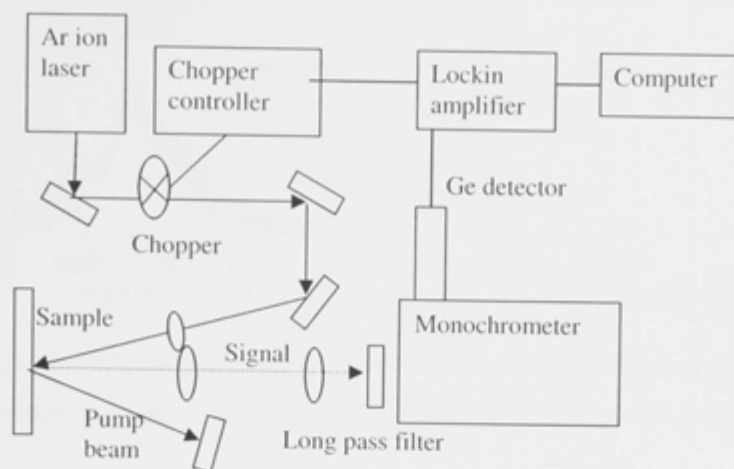 Ar ion
laser
Chopper
controller
Lockin
amplifier
Computer
Ge detector
Chopper
Sample
Signal
Monochrometer
Pump
beam
Long pass filter